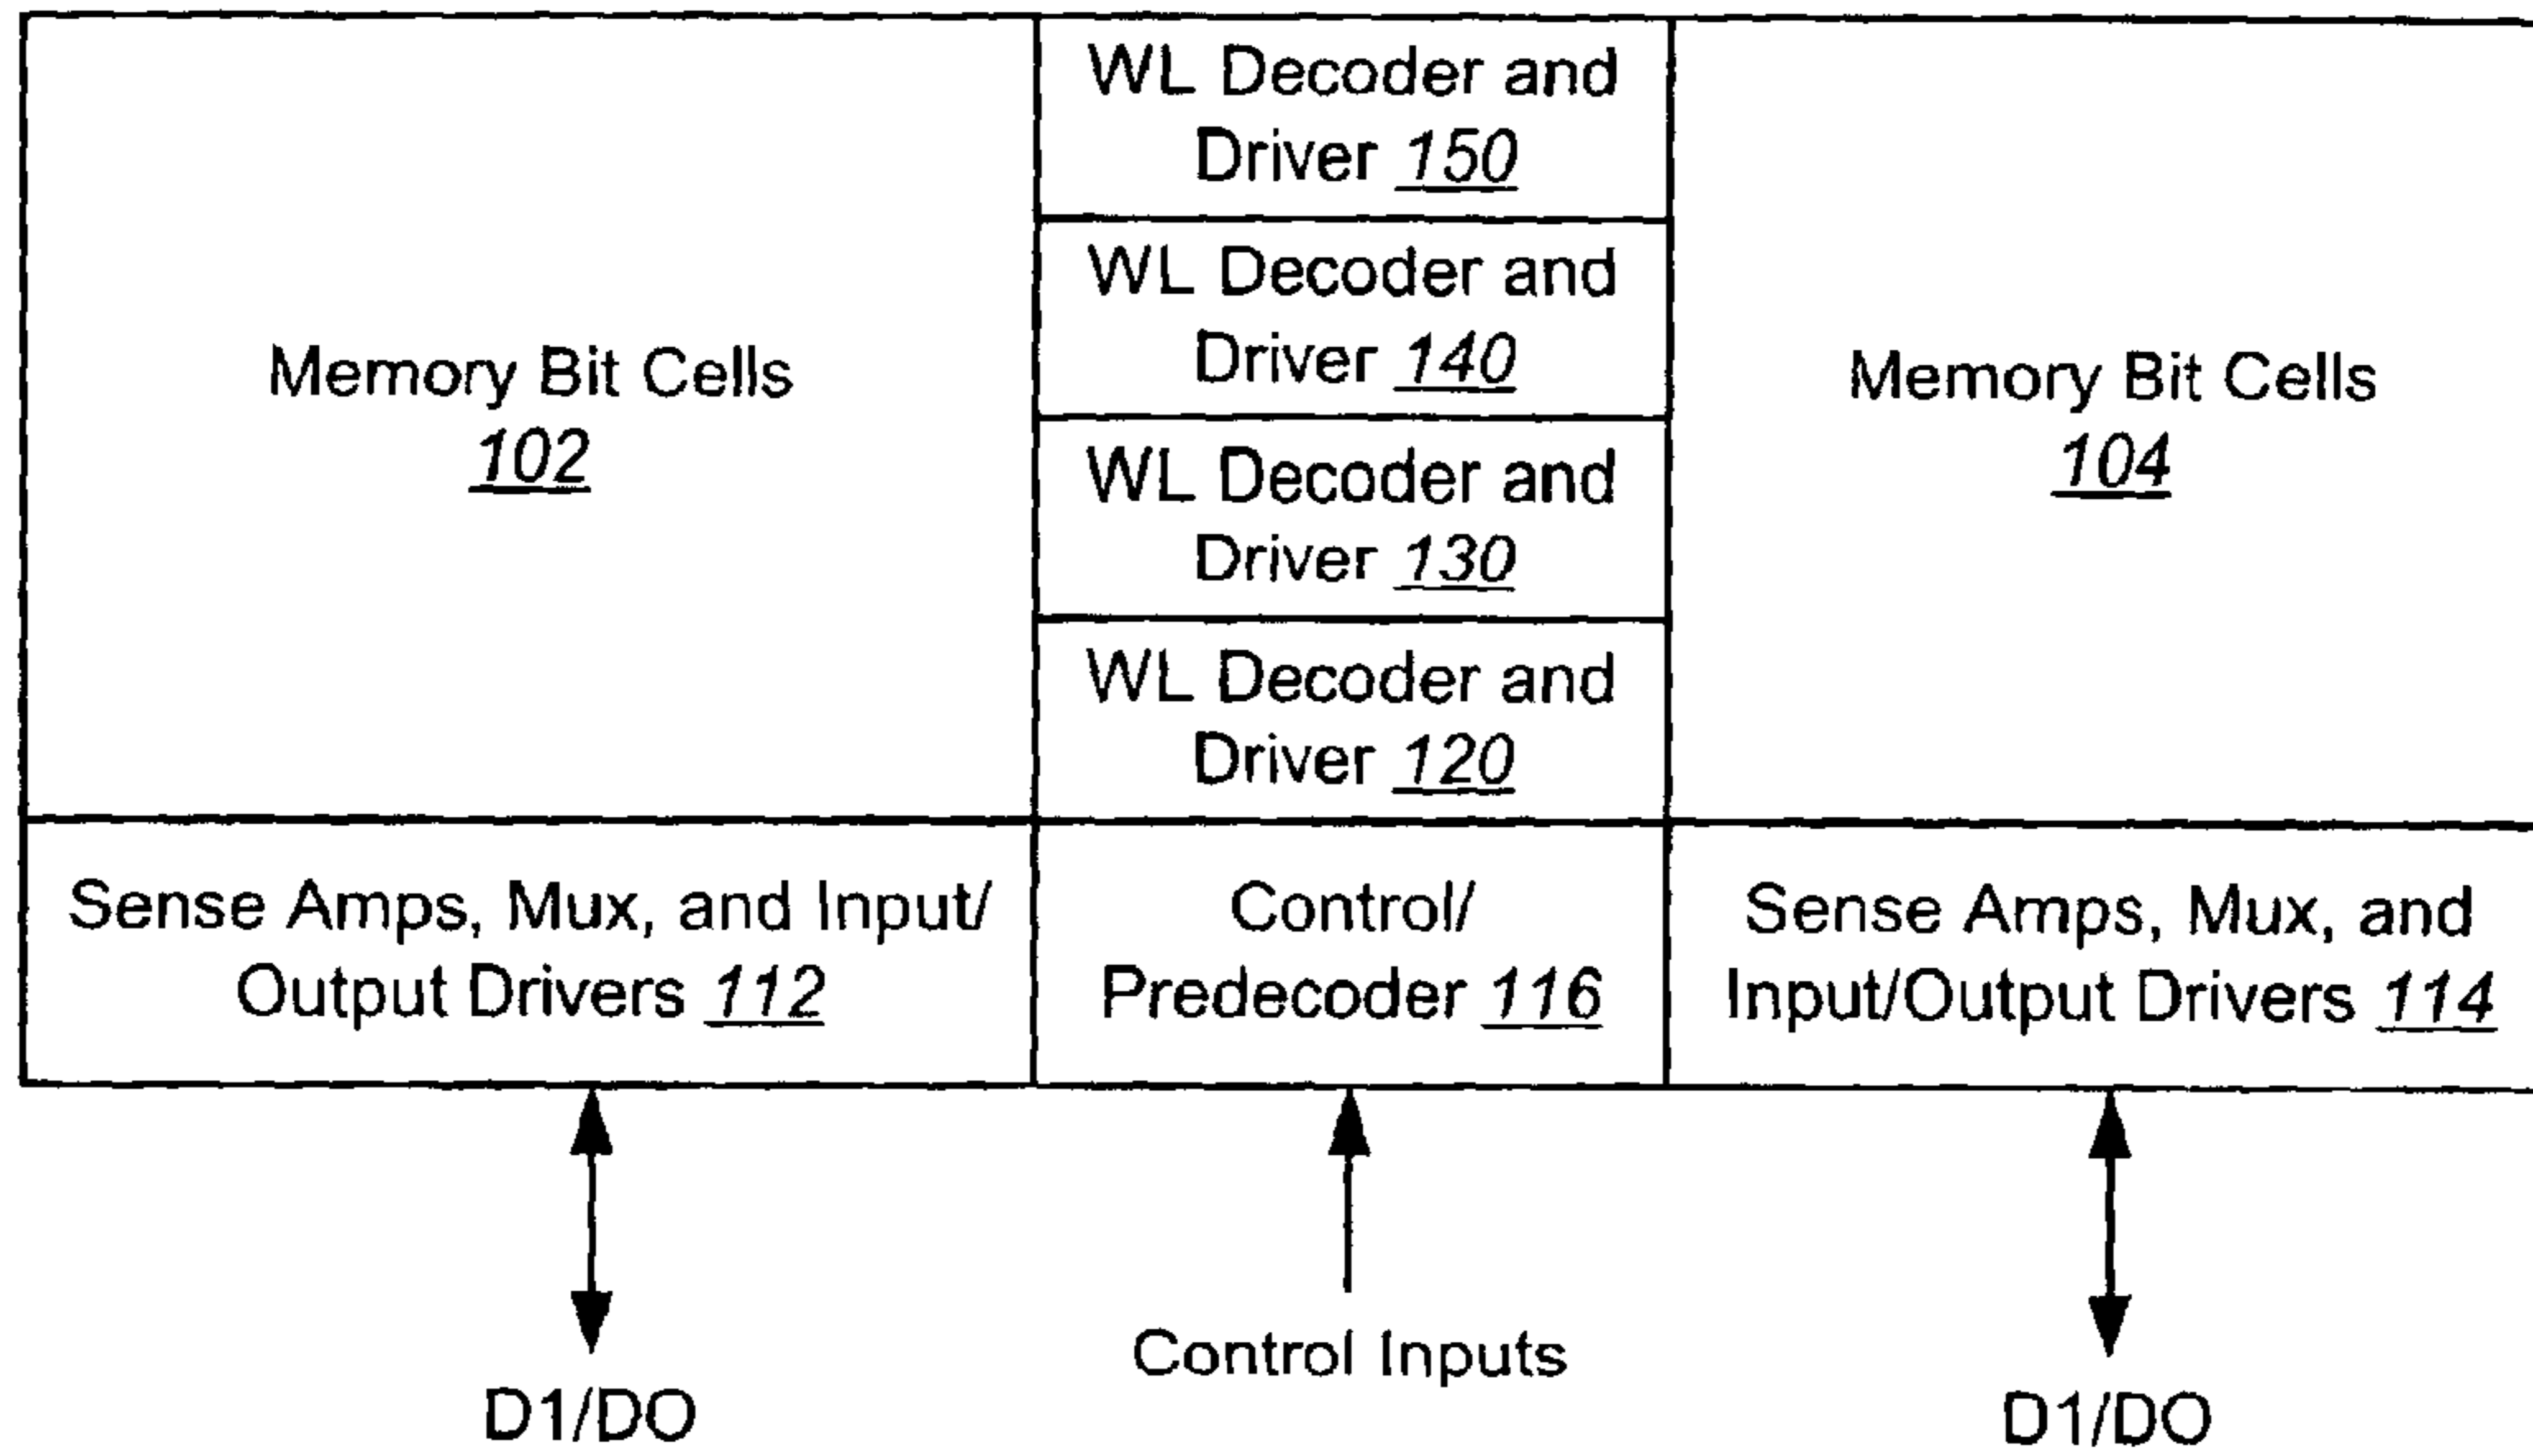 WL Decoder and
Driver 150
WL Decoder and
Driver 140
Memory Bit Cells
102
Memory Bit Cells
104
WL Decoder and
Driver 130
WL Decoder and
Driver 120
Sense Amps, Mux, and Input/
Output Drivers 112
Control/
Predecoder 116
Sense Amps, Mux, and
Input/Output Drivers 114
Control Inputs
D1/DO
D1/DO